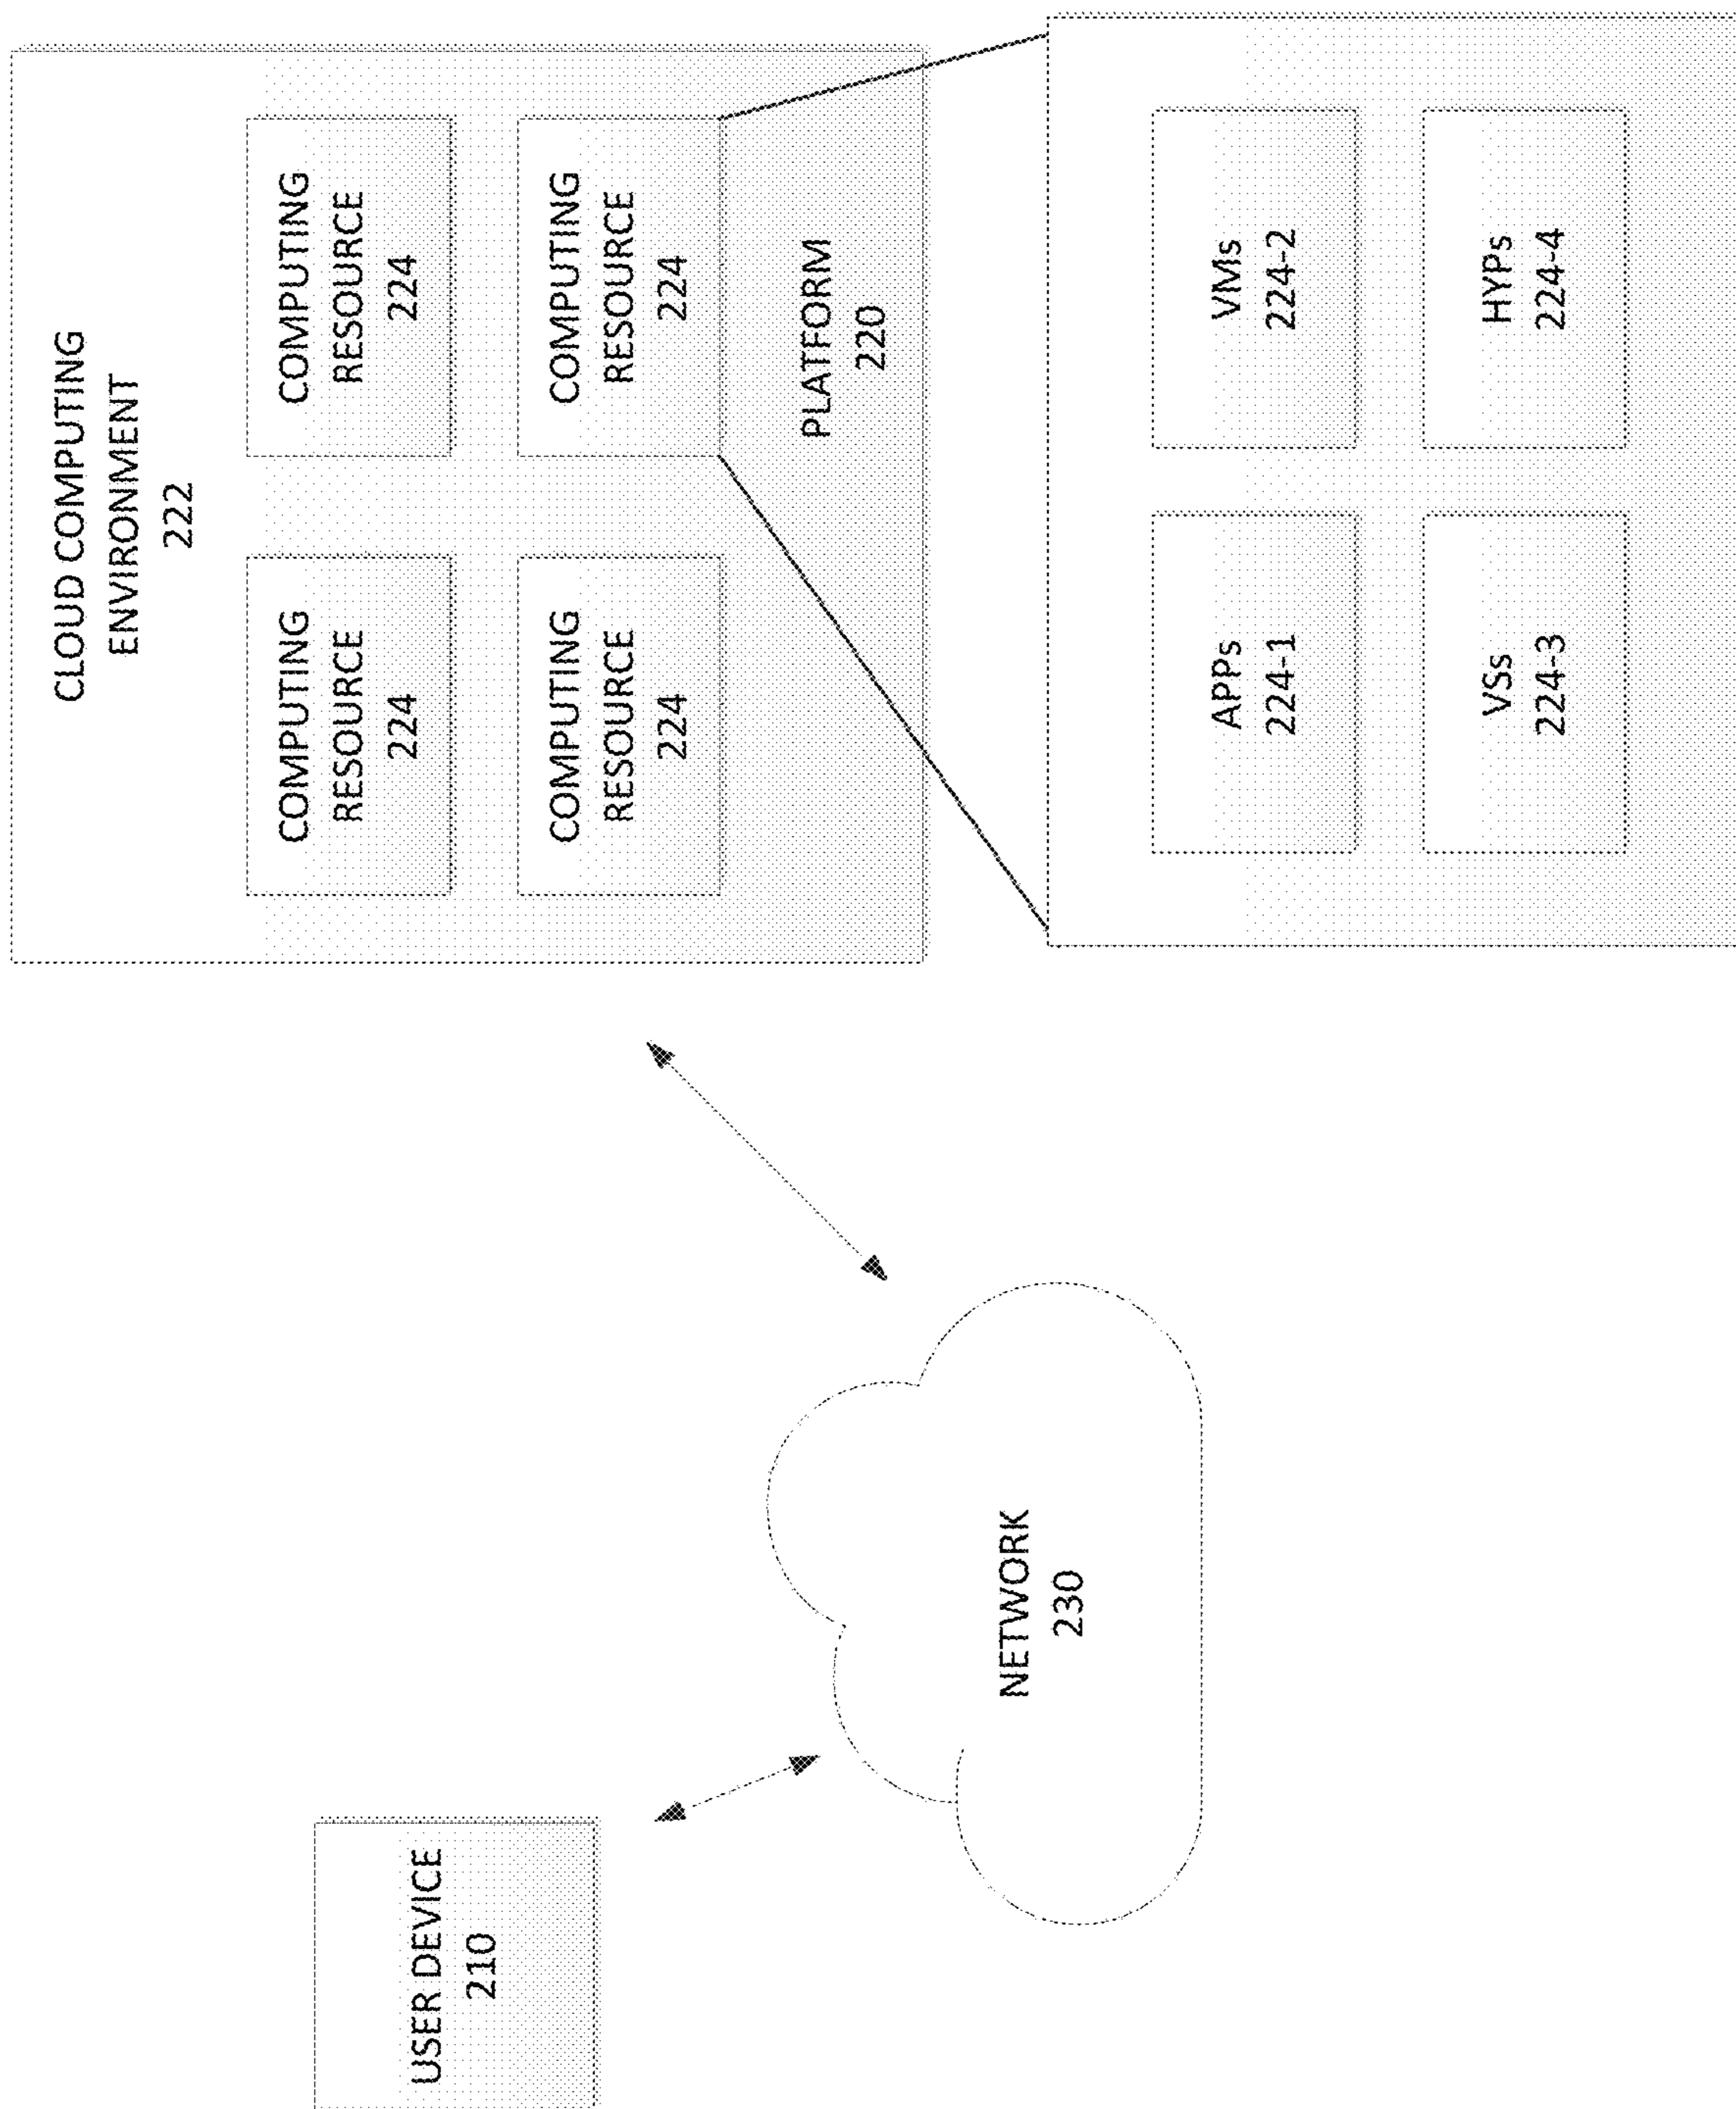 CLOUD COMPUTING
ENVIRONMENT
222
COMPUTING
RESOURCE
224
COMPUTING
RESOURCE
224
COMPUTING
RESOURCE
224
COMPUTING
RESOURCE
224
PLATFORM
220
USER DEVICE
210
NETWORK
230
APPs
224-1
VMs
224-2
VSs
224-3
HYPs
224-4